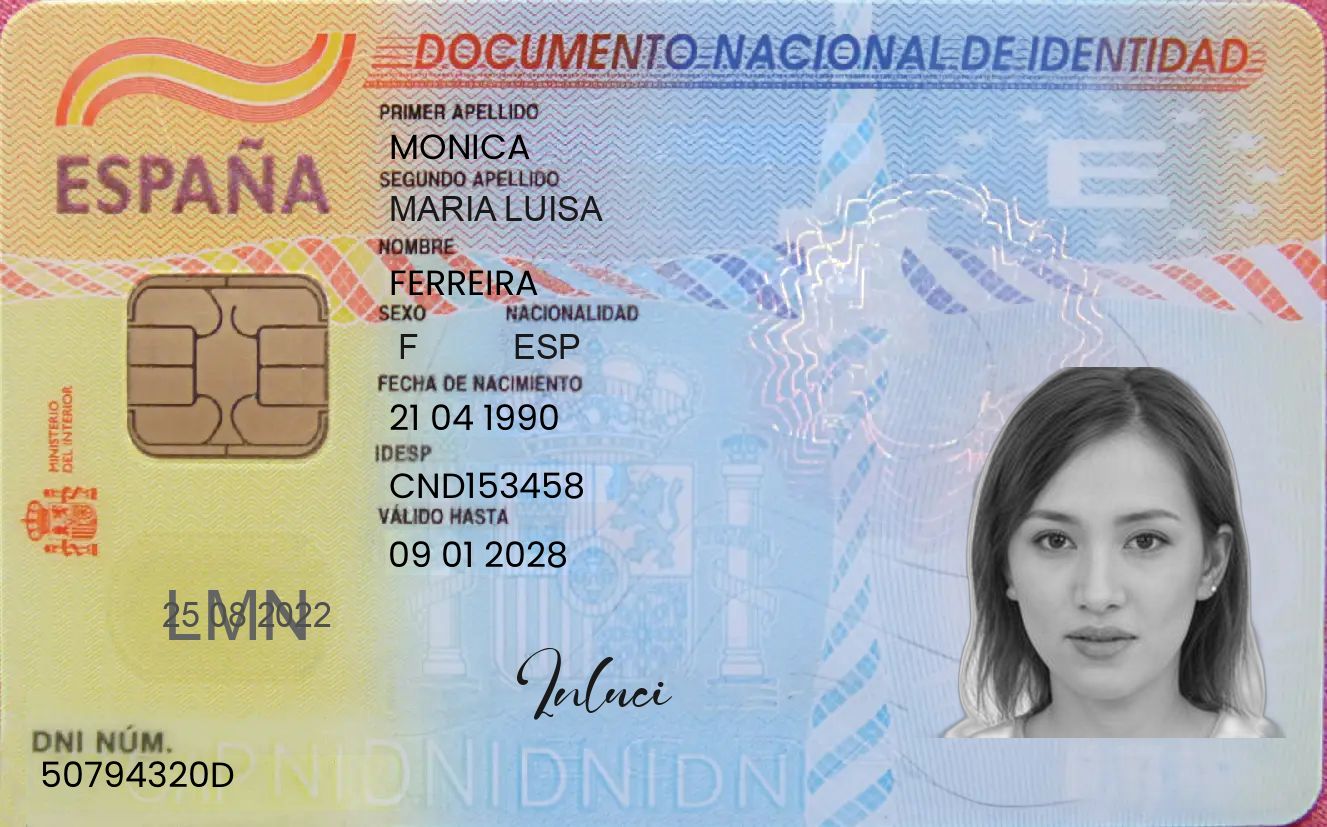 DOCUMENTO NACIONAL DE IDENTIDAD
ESPAÑA
PRIMER APELLIDO
MONICA
SEGUNDO APELLIDO
MARIA LUISA
NOMBRE
FERREIRA
SEXO NACIONALIDAD
F ESP
FECHA DE NACIMIENTO
21 04 1990
IDESP
CND153458
VÁLIDO HASTA
09 01 2028
MINISTERIO
DEL INTERIOR
E
LMN
25 08 2022
Inluci
DNI NÚM.
50794320D
DNIDNIDNIDN